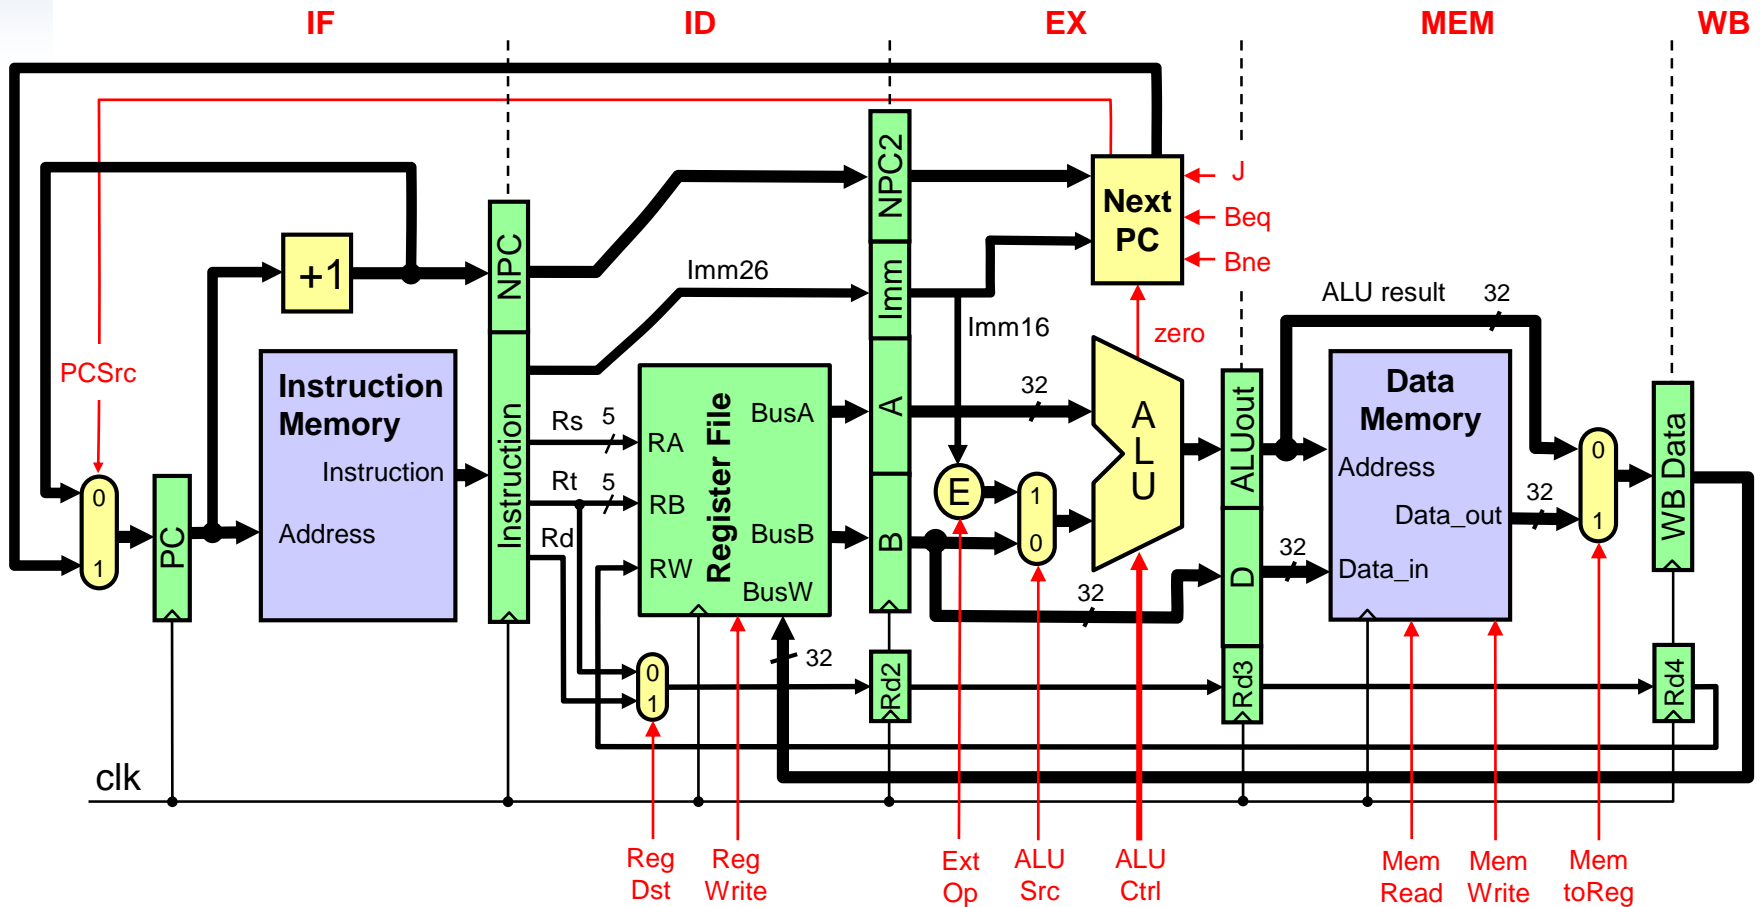 IF
ID
EX
MEM
WB
NPC2
J
Next
PC
Beq
Bne
+1
NPC
Imm26
Imm
Imm16
zero
ALU result
32
PCSrc
Instruction
Memory
Instruction
Address
Instruction
Rs
5
Rt
5
Rd
Register File
RA
RB
RW
BusA
BusB
BusW
A
B
32
E
1
0
ALU
32
ALUout
D
32
Data
Memory
Address
Data_out
Data_in
32
0
1
WB Data
0
1
PC
0
1
32
Rd2
Rd3
Rd4
clk
Reg
Dst
Reg
Write
Ext
Op
ALU
Src
ALU
Ctrl
Mem
Read
Mem
Write
Mem
toReg